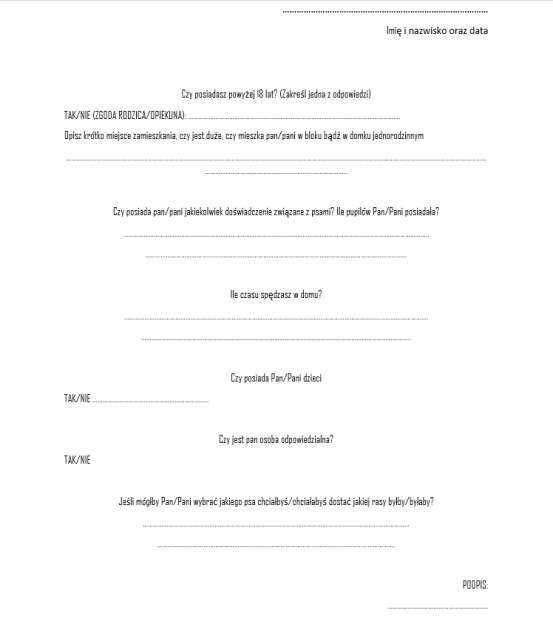 Imię i nazwisko oraz data
Czy posiadasz powyżej 18 lat? (Zakreśl jedna z odpowiedzi)
TAK/NIE (ZGODA RODZICA/OPIEKUNA): ........................................................................
Opisz krótko miejsce zamieszkania, czy jest duże, czy mieszka pan/pani w bloku bądź w domku jednorodzinnym
Czy posiada pan/pani jakiekolwiek doświadczenie związane z psami? Ile pupilów Pan/Pani posiadała?
Ile czasu spędzasz w domu?
Czy posiada Pan/Pani dzieci
TAK/NIE ........................................
Czy jest pan osoba odpowiedzialna?
TAK/NIE
Jeśli mógłby Pan/Pani wybrać jakiego psa chciałbyś/chciałabyś dostać jakiej rasy byłby/byłaby?
PODPIS: